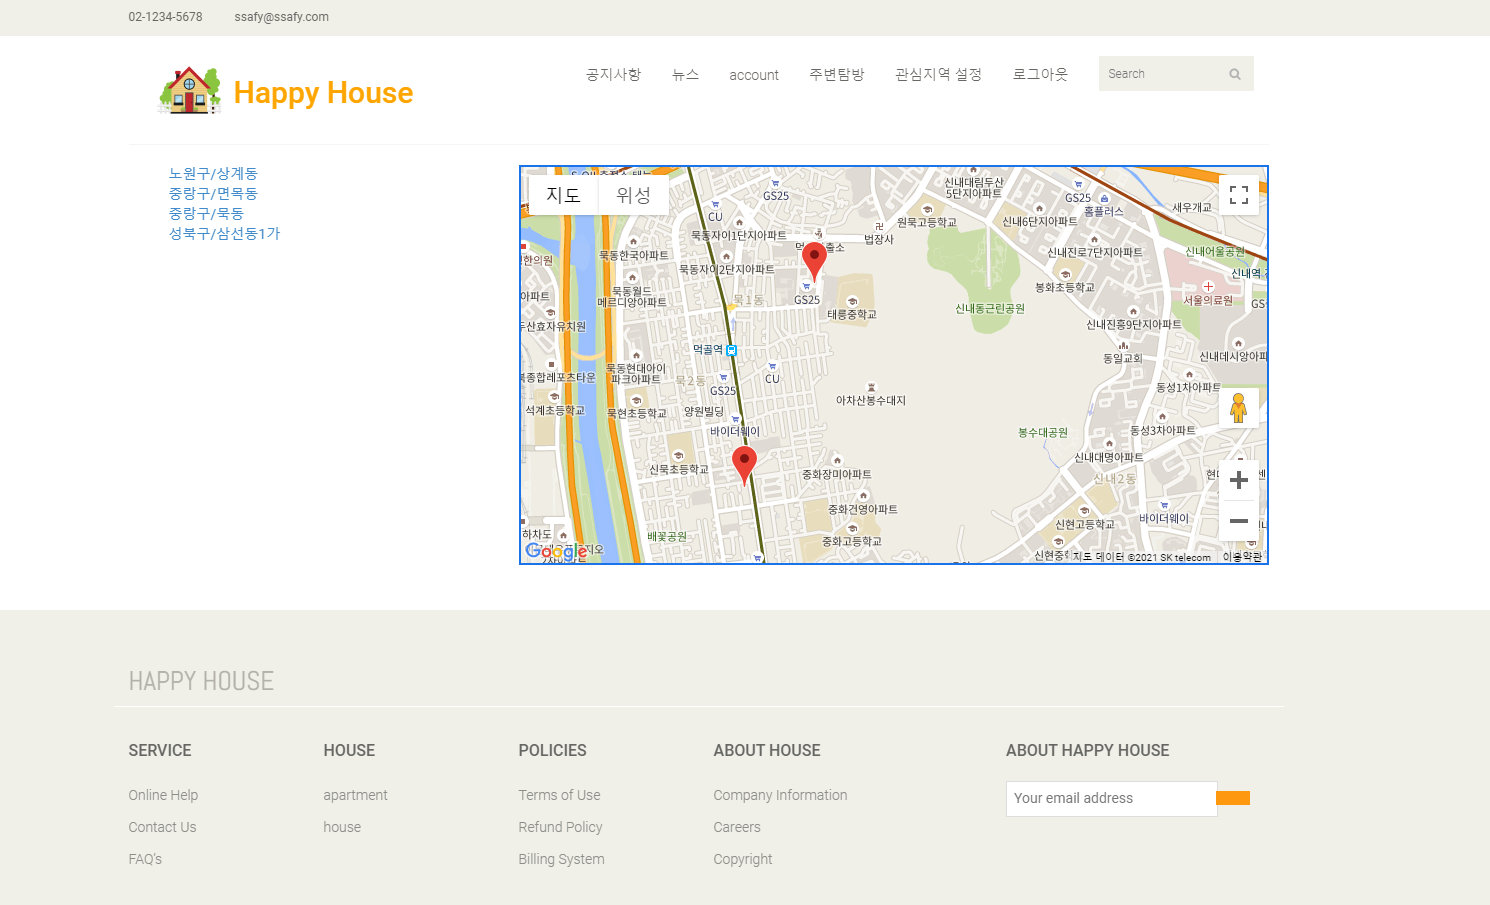 02-1234-5678 ssafy@ssafy.com
Happy House
공지사항 뉴스 account 주변탐방 관심지역 설정 로그아웃 Search
노원구/상계동
중랑구/면목동
중랑구/묵동
성북구/삼선동1가
지도 위성
GS25
신내대림두산
5단지아파트
GS25
홈플러스
새우개교
CU
원묵고등학교
신내6단지아파트
묵동자이1단지아파트
법장사
묵동한국아파트
신내진로7단지아파트
신내어울공원
한의원
묵동자이2단지아파트
신내역
묵동월드
메르디앙아파트
봉화초등학교
아파트
묵1동
GS25
신내동근린공원
서울의료원
태릉중학교
두산효자유치원
신내진흥9단지아파트
먹골역
동일교회
신내데시앙아파
묵동현대아이
파크아파트
북종합레포츠타운
묵2동
CU
GS25
동성1차아파트
아차산봉수대지
석계초등학교
묵현초등학교
양원빌딩
바이더웨이
봉수대공원
동성3차아파트
신내대명아파트
신묵초등학교
중화장미아파트
신내2동
중화건영아파트
바이더웨이
신현고등학교
배꽃공원
중화고등학교
신현중
Google
지도 데이터 ©2021 SK telecom 이용약관
HAPPY HOUSE
SERVICE HOUSE POLICIES ABOUT HOUSE ABOUT HAPPY HOUSE
Online Help apartment Terms of Use Company Information Your email address
Contact Us house Refund Policy Careers
FAQ's Billing System Copyright